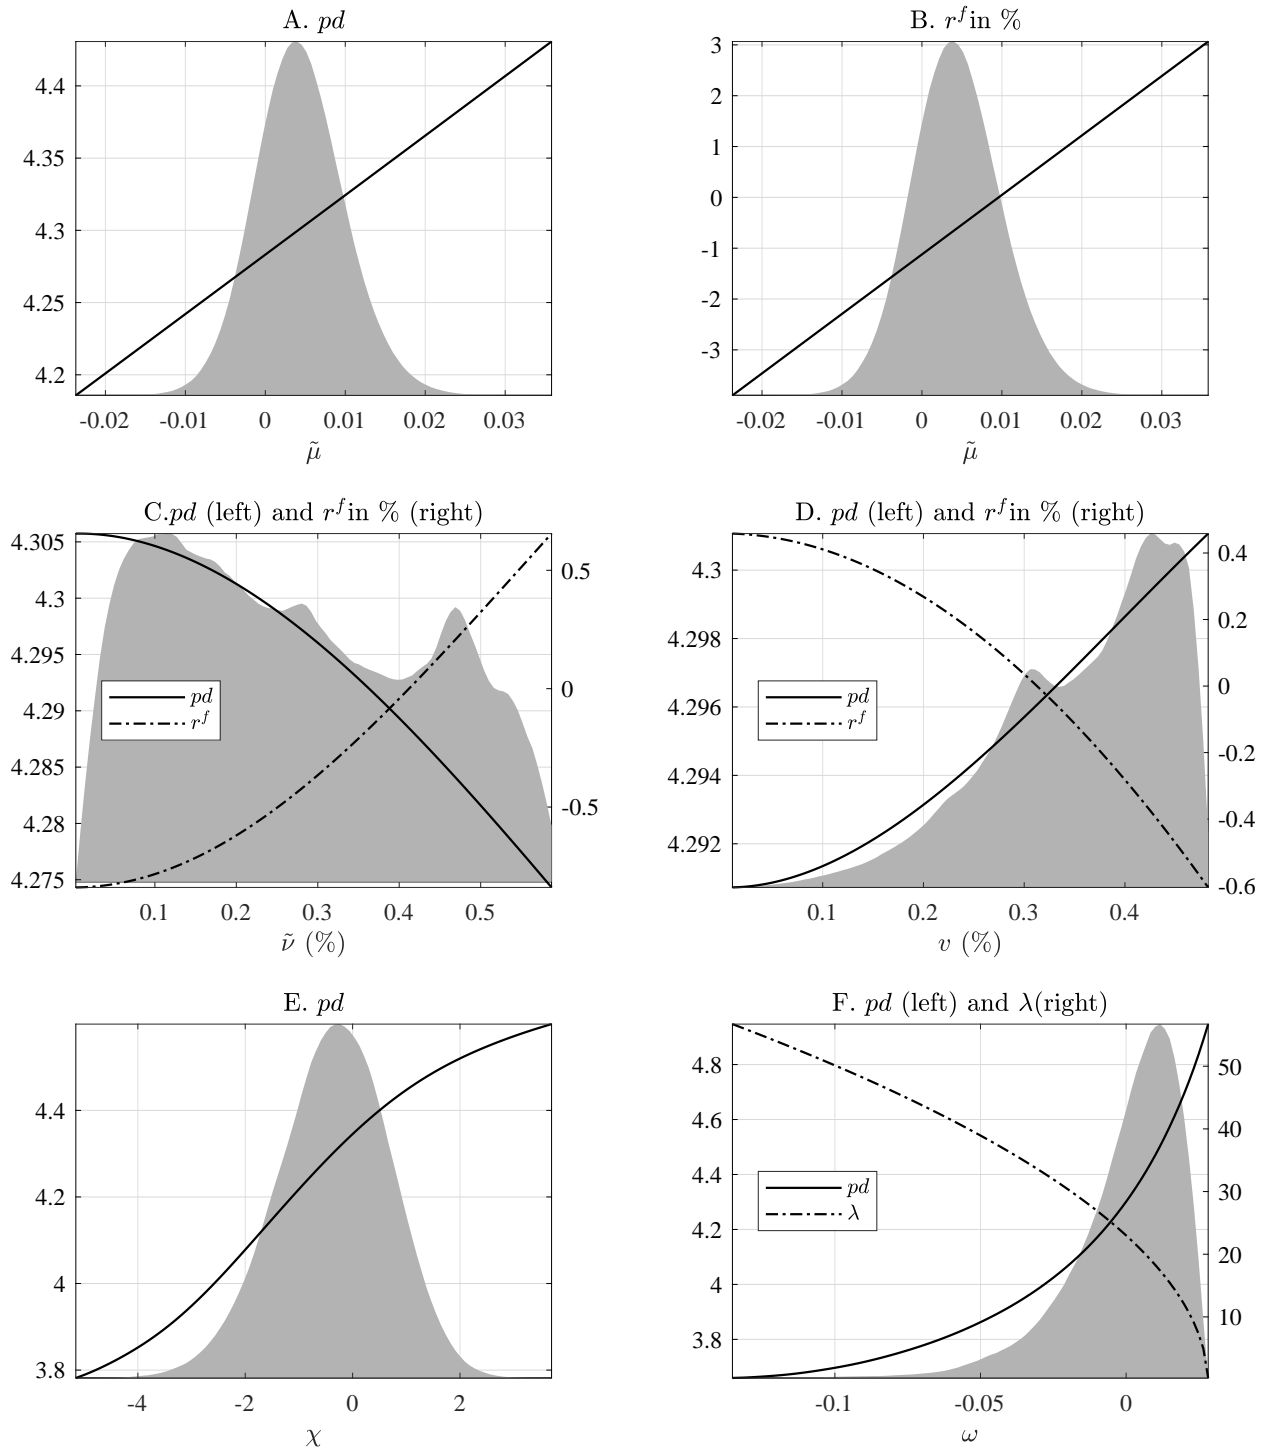 A. pd
4.4
4.35
4.3
4.25
4.2
-0.02 -0.01 0 0.01 0.02 0.03
μ̃
B. r^f in %
3
2
1
0
-1
-2
-3
-0.02 -0.01 0 0.01 0.02 0.03
μ̃
C.pd (left) and r^f in % (right)
4.305
4.3
4.295
4.29
4.285
4.28
4.275
pd
r^f
0.5
0
-0.5
0.1 0.2 0.3 0.4 0.5
ν̃ (%)
D. pd (left) and r^f in % (right)
4.3
4.298
4.296
4.294
4.292
pd
r^f
0.4
0.2
0
-0.2
-0.4
-0.6
0.1 0.2 0.3 0.4
v (%)
E. pd
4.4
4.2
4
3.8
-4 -2 0 2
χ
F. pd (left) and λ(right)
4.8
4.6
4.4
4.2
4
3.8
pd
λ
50
40
30
20
10
-0.1 -0.05 0
ω